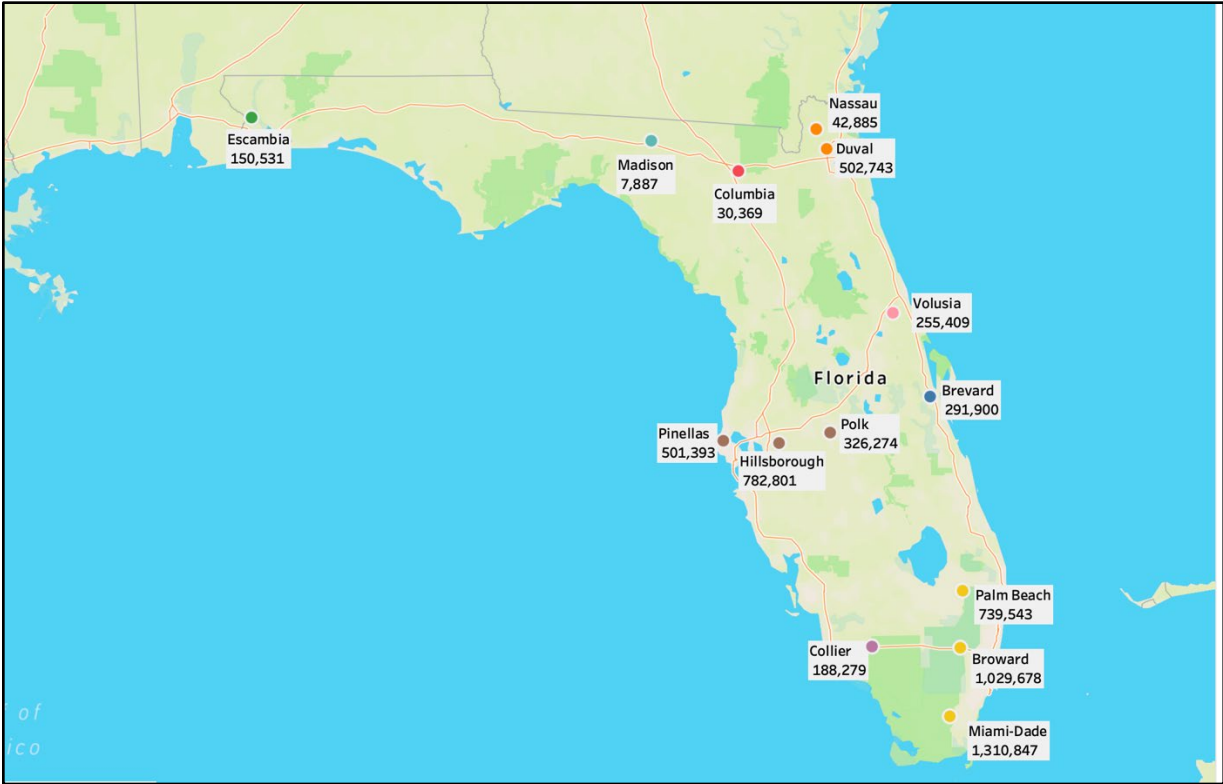 Nassau
42,885
Escambia
150,531
Duval
502,743
Madison
7,887
Columbia
30,369
Volusia
255,409
Florida
Brevard
291,900
Polk
326,274
Pinellas
501,393
Hillsborough
782,801
Palm Beach
739,543
Collier
188,279
Broward
1,029,678
of
ico
Miami-Dade
1,310,847